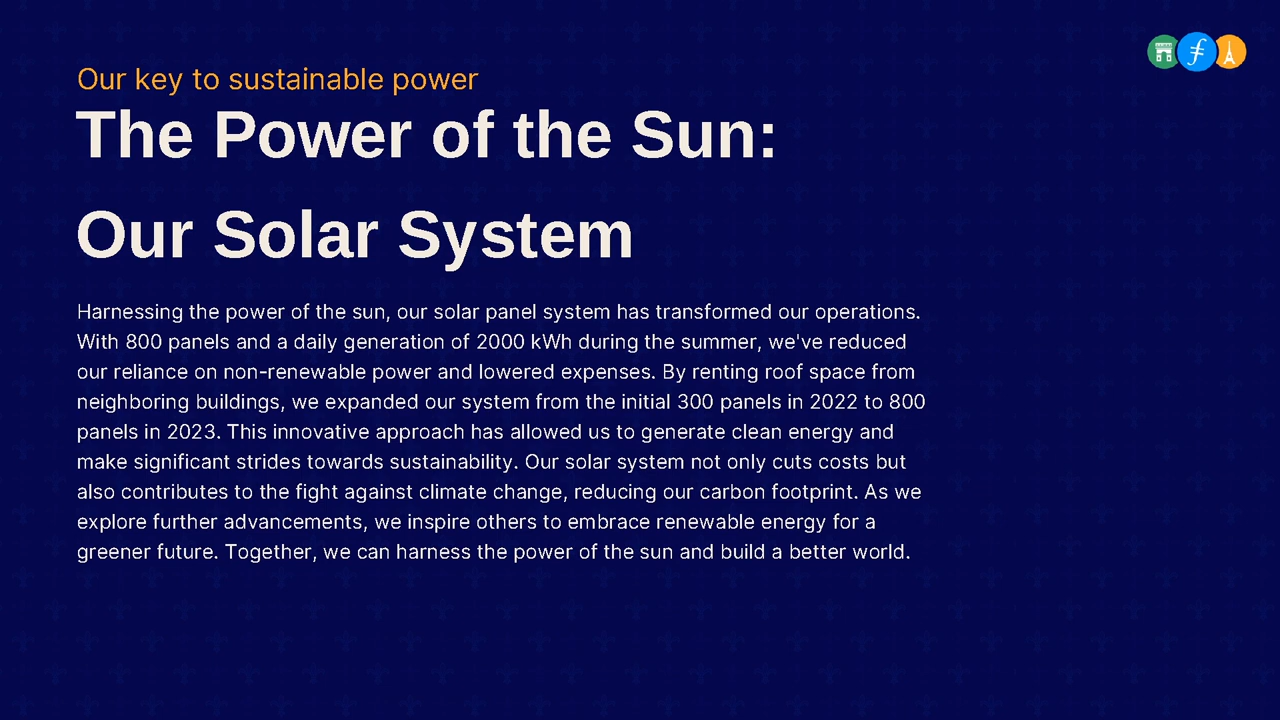 Our key to sustainable power
The Power of the Sun:
Our Solar System
Harnessing the power of the sun, our solar panel system has transformed our operations.
With 800 panels and a daily generation of 2000 kWh during the summer, we've reduced
our reliance on non-renewable power and lowered expenses. By renting roof space from
neighboring buildings, we expanded our system from the initial 300 panels in 2022 to 800
panels in 2023. This innovative approach has allowed us to generate clean energy and
make significant strides towards sustainability. Our solar system not only cuts costs but
also contributes to the fight against climate change, reducing our carbon footprint. As we
explore further advancements, we inspire others to embrace renewable energy for a
greener future. Together, we can harness the power of the sun and build a better world.